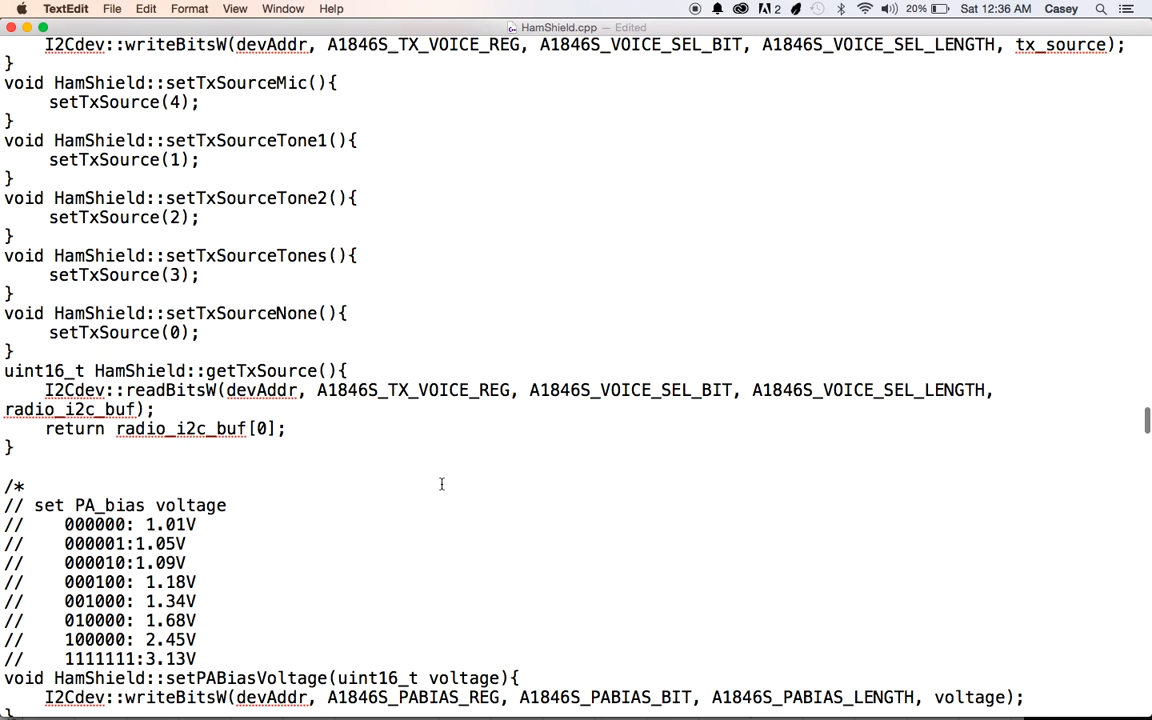 TextEdit File Edit Format View Window Help 2 20% Sat 12:36 AM Casey
HamShield.cpp — Edited
I2Cdev::writeBitsW(devAddr, A1846S_TX_VOICE_REG, A1846S_VOICE_SEL_BIT, A1846S_VOICE_SEL_LENGTH, tx_source);
}
void HamShield::setTxSourceMic(){
setTxSource(4);
}
void HamShield::setTxSourceTone1(){
setTxSource(1);
}
void HamShield::setTxSourceTone2(){
setTxSource(2);
}
void HamShield::setTxSourceTones(){
setTxSource(3);
}
void HamShield::setTxSourceNone(){
setTxSource(0);
}
uint16_t HamShield::getTxSource(){
I2Cdev::readBitsW(devAddr, A1846S_TX_VOICE_REG, A1846S_VOICE_SEL_BIT, A1846S_VOICE_SEL_LENGTH,
radio_i2c_buf);
return radio_i2c_buf[0];
}
/*
// set PA_bias voltage
// 000000: 1.01V
// 000001:1.05V
// 000010:1.09V
// 000100: 1.18V
// 001000: 1.34V
// 010000: 1.68V
// 100000: 2.45V
// 1111111:3.13V
void HamShield::setPABiasVoltage(uint16_t voltage){
I2Cdev::writeBitsW(devAddr, A1846S_PABIAS_REG, A1846S_PABIAS_BIT, A1846S_PABIAS_LENGTH, voltage);
}